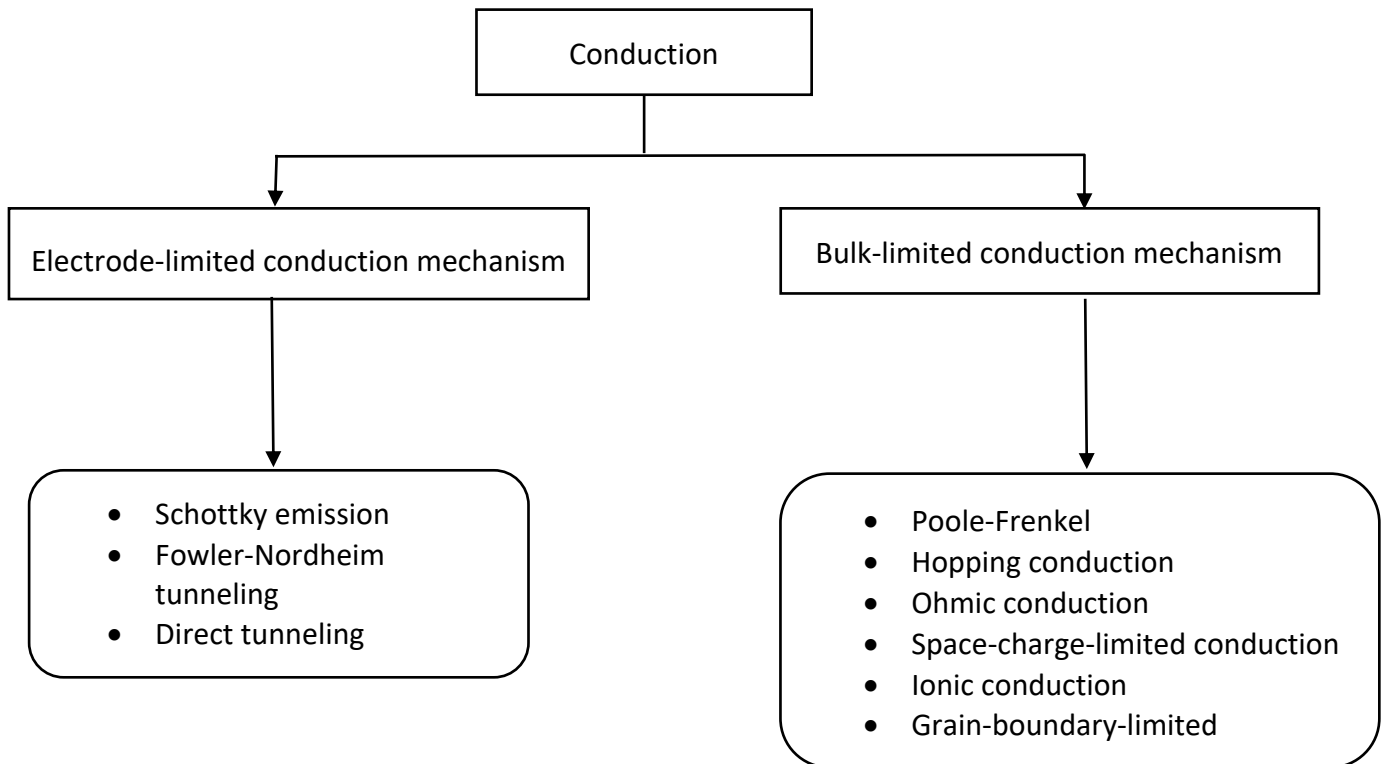 Conduction
Electrode-limited conduction mechanism
Bulk-limited conduction mechanism
• Schottky emission
• Fowler-Nordheim
tunneling
• Direct tunneling
• Poole-Frenkel
• Hopping conduction
• Ohmic conduction
• Space-charge-limited conduction
• Ionic conduction
• Grain-boundary-limited